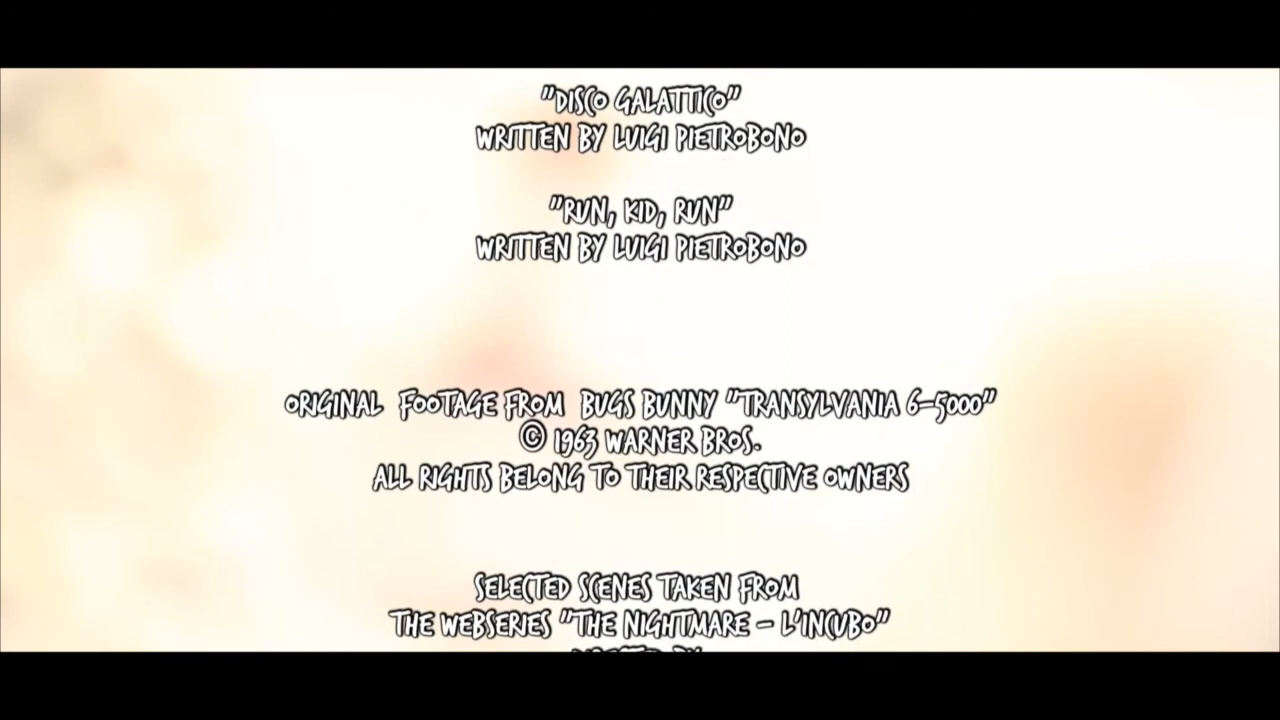 "DISCO GALATTICO"
WRITTEN BY LUIGI PIETROBONO
"RUN, KID, RUN"
WRITTEN BY LUIGI PIETROBONO
ORIGINAL FOOTAGE FROM BUGS BUNNY "TRANSYLVANIA 6-5000"
© 1963 WARNER BROS.
ALL RIGHTS BELONG TO THEIR RESPECTIVE OWNERS
SELECTED SCENES TAKEN FROM
THE WEBSERIES "THE NIGHTMARE - L'INCUBO"